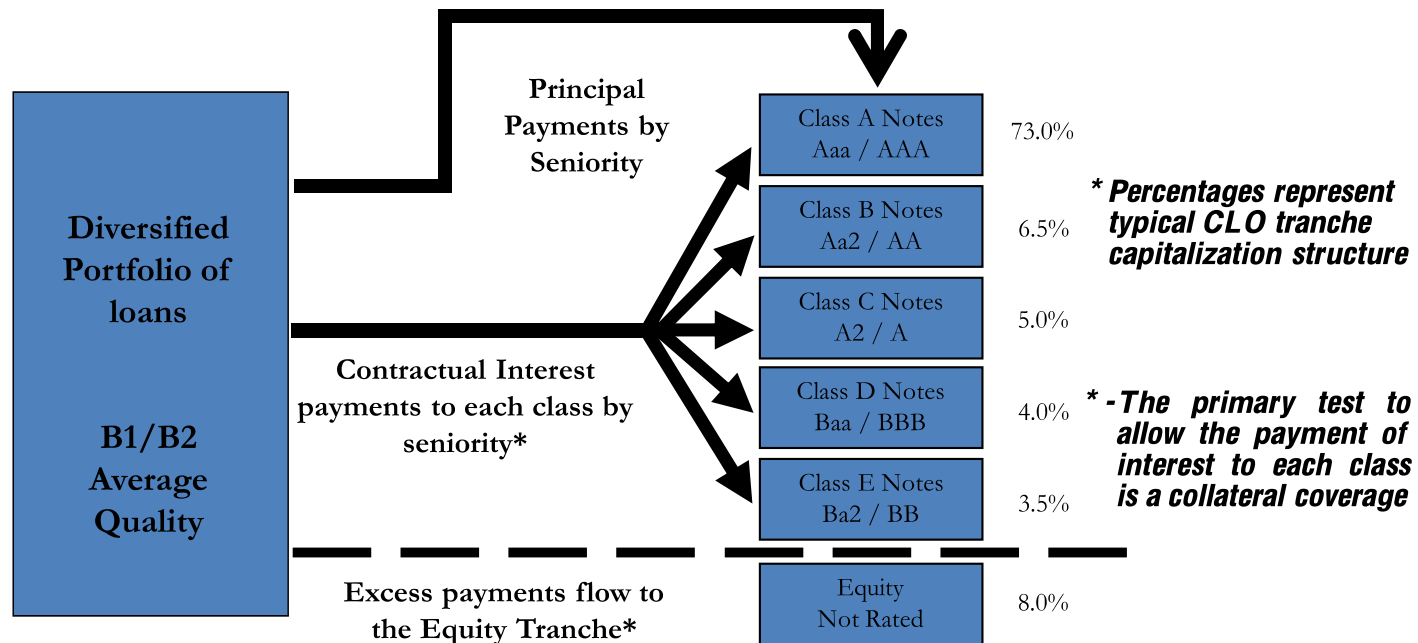 Principal
Payments by
Seniority
Diversified
Portfolio of
loans
B1/B2
Average
Quality
Contractual Interest
payments to each class by
seniority*
Excess payments flow to
the Equity Tranche*
Class A Notes
Aaa / AAA
73.0%
Class B Notes
Aa2 / AA
6.5%
Class C Notes
A2 / A
5.0%
Class D Notes
Baa / BBB
4.0%
Class E Notes
Ba2 / BB
3.5%
Equity
Not Rated
8.0%
* Percentages represent
typical CLO tranche
capitalization structure
* - The primary test to
allow the payment of
interest to each class
is a collateral coverage